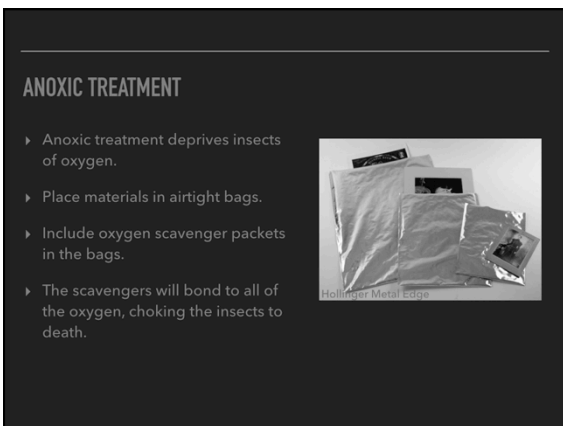 ANOXIC TREATMENT
▸ Anoxic treatment deprives insects
of oxygen.
▸ Place materials in airtight bags.
▸ Include oxygen scavenger packets
in the bags.
▸ The scavengers will bond to all of
the oxygen, choking the insects to
death.
Hollinger Metal Edge